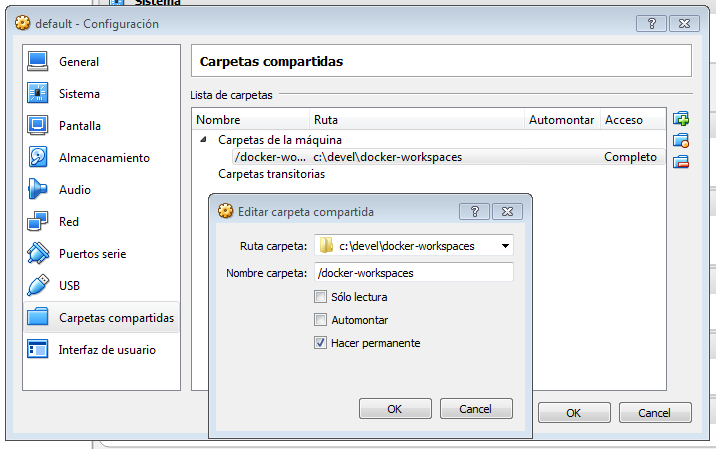 Sistema
default - Configuración
General
Sistema
Pantalla
Almacenamiento
Audio
Red
Puertos serie
USB
Carpetas compartidas
Interfaz de usuario
Carpetas compartidas
Lista de carpetas
Nombre Ruta Automontar Acceso
Carpetas de la máquina
/docker-wo... c:\devel\docker-workspaces Completo
Carpetas transitorias
Editar carpeta compartida
Ruta carpeta: c:\devel\docker-workspaces
Nombre carpeta: /docker-workspaces
Sólo lectura
Automontar
Hacer permanente
OK Cancel
OK Cancel